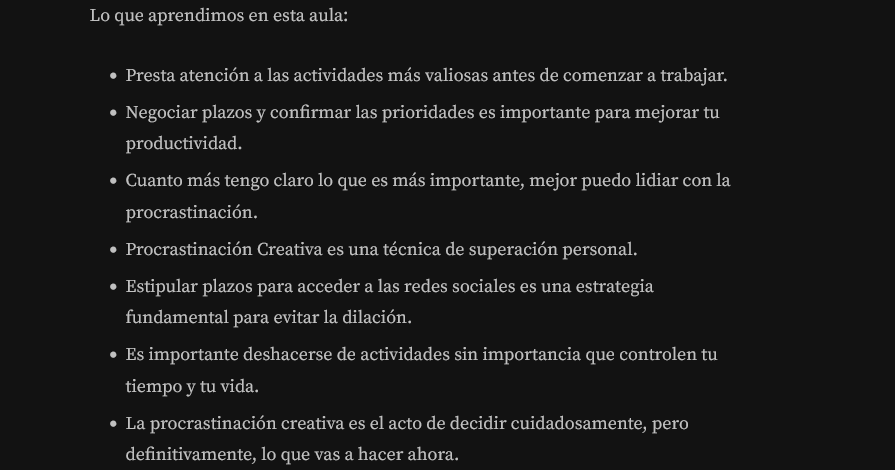 Lo que aprendimos en esta aula:
• Presta atención a las actividades más valiosas antes de comenzar a trabajar.
• Negociar plazos y confirmar las prioridades es importante para mejorar tu
productividad.
• Cuanto más tengo claro lo que es más importante, mejor puedo lidiar con la
procrastinación.
• Procrastinación Creativa es una técnica de superación personal.
• Estipular plazos para acceder a las redes sociales es una estrategia
fundamental para evitar la dilación.
• Es importante deshacerse de actividades sin importancia que controlen tu
tiempo y tu vida.
• La procrastinación creativa es el acto de decidir cuidadosamente, pero
definitivamente, lo que vas a hacer ahora.